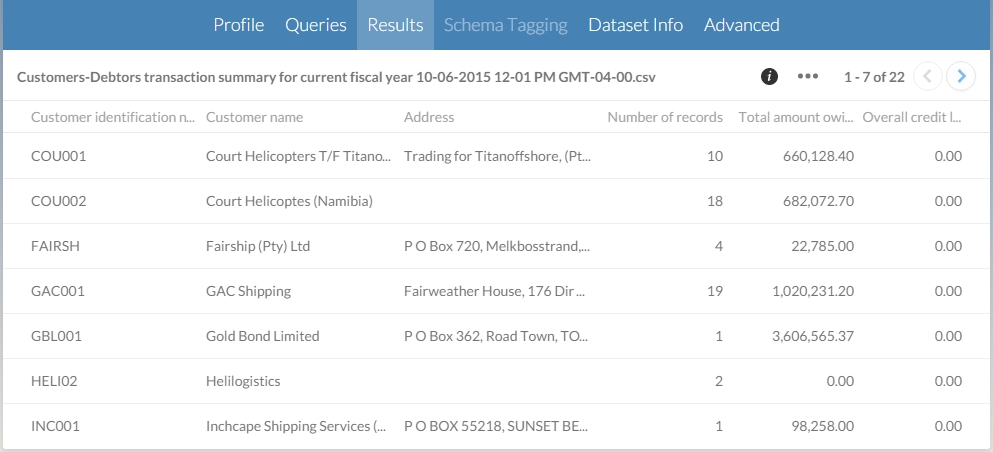 Profile Queries Results Schema Tagging Dataset Info Advanced
Customers-Debtors transaction summary for current fiscal year 10-06-2015 12-01 PM GMT-04-00.csv i ••• 1 - 7 of 22 < >
Customer identification n... Customer name Address Number of records Total amount owi... Overall credit l...
COU001 Court Helicopters T/F Titano... Trading for Titanoffshore, (Pt... 10 660,128.40 0.00
COU002 Court Helicoptes (Namibia) 18 682,072.70 0.00
FAIRSH Fairship (Pty) Ltd P O Box 720, Melkbosstrand,... 4 22,785.00 0.00
GAC001 GAC Shipping Fairweather House, 176 Dir... 19 1,020,231.20 0.00
GBL001 Gold Bond Limited P O Box 362, Road Town, TO... 1 3,606,565.37 0.00
HELI02 Helilogistics 2 0.00 0.00
INC001 Inchcape Shipping Services (... P O BOX 55218, SUNSET BE... 1 98,258.00 0.00